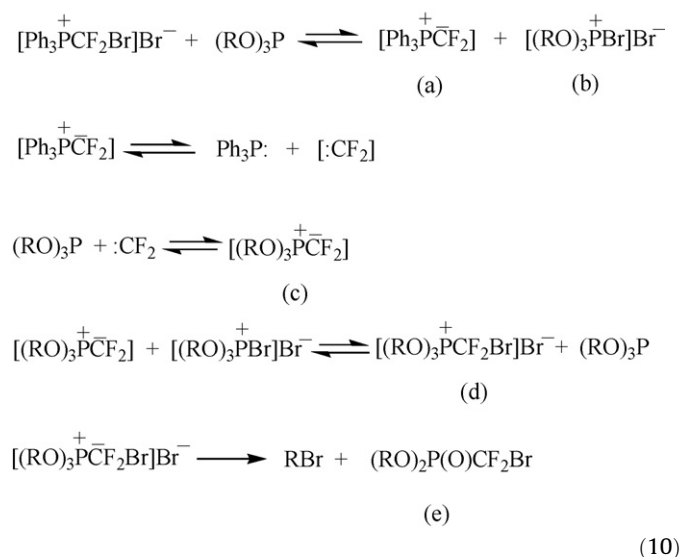 [Ph₃P⁺CF₂Br]Br⁻ + (RO)₃P ⇌ [Ph₃P⁺C̄F₂] + [(RO)₃P⁺Br]Br⁻
(a) (b)
[Ph₃P⁺C̄F₂] ⇌ Ph₃P: + [:CF₂]
(RO)₃P + :CF₂ ⇌ [(RO)₃P⁺C̄F₂]
(c)
[(RO)₃P⁺C̄F₂] + [(RO)₃P⁺Br]Br⁻ ⇌ [(RO)₃P⁺CF₂Br]Br⁻ + (RO)₃P
(d)
[(RO)₃P⁺C̄F₂Br]Br⁻ → RBr + (RO)₂P(O)CF₂Br
(e)
(10)